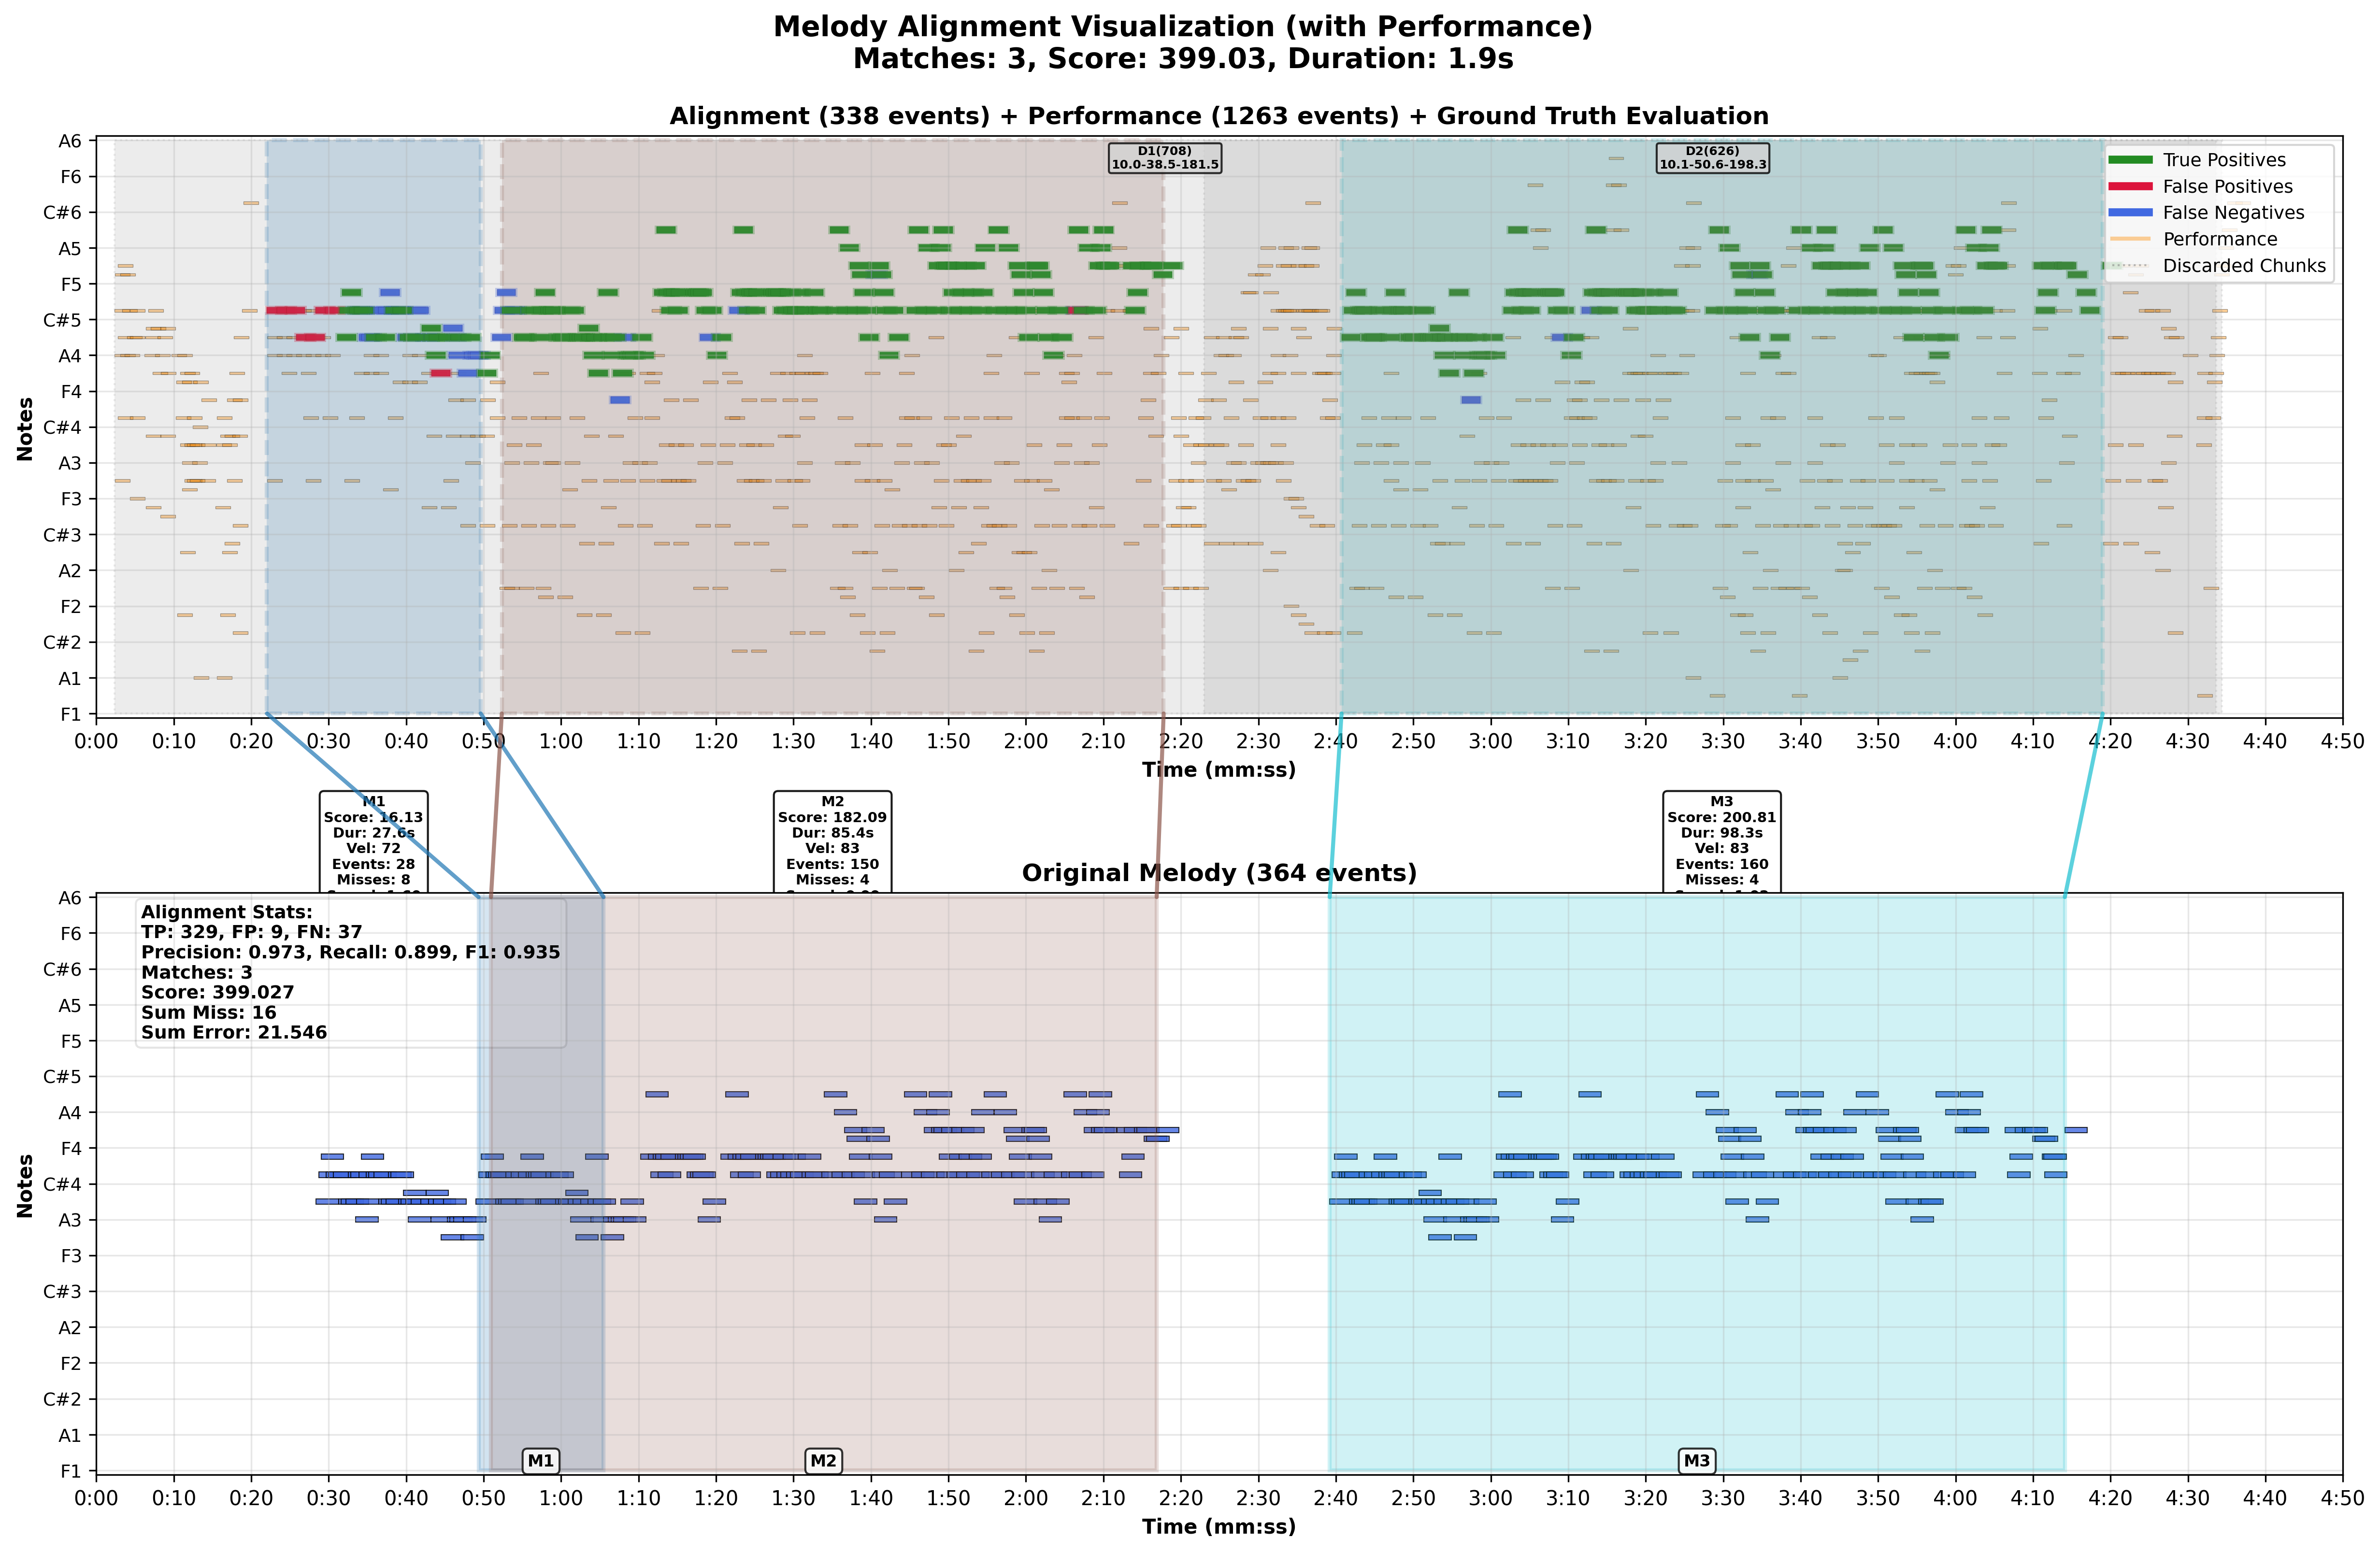 Melody Alignment Visualization (with Performance)
Matches: 3, Score: 399.03, Duration: 1.9s
Alignment (338 events) + Performance (1263 events) + Ground Truth Evaluation
D1(708)
10.0-38.5-181.5
D2(626)
10.1-50.6-198.3
True Positives
False Positives
False Negatives
Performance
Discarded Chunks
Notes
A6
F6
C#6
A5
F5
C#5
A4
F4
C#4
A3
F3
C#3
A2
F2
C#2
A1
F1
0:00 0:10 0:20 0:30 0:40 0:50 1:00 1:10 1:20 1:30 1:40 1:50 2:00 2:10 2:20 2:30 2:40 2:50 3:00 3:10 3:20 3:30 3:40 3:50 4:00 4:10 4:20 4:30 4:40 4:50
Time (mm:ss)
M1
Score: 16.13
Dur: 27.6s
Vel: 72
Events: 28
Misses: 8
M2
Score: 182.09
Dur: 85.4s
Vel: 83
Events: 150
Misses: 4
M3
Score: 200.81
Dur: 98.3s
Vel: 83
Events: 160
Misses: 4
Original Melody (364 events)
Alignment Stats:
TP: 329, FP: 9, FN: 37
Precision: 0.973, Recall: 0.899, F1: 0.935
Matches: 3
Score: 399.027
Sum Miss: 16
Sum Error: 21.546
Notes
A6
F6
C#6
A5
F5
C#5
A4
F4
C#4
A3
F3
C#3
A2
F2
C#2
A1
F1
M1
M2
M3
0:00 0:10 0:20 0:30 0:40 0:50 1:00 1:10 1:20 1:30 1:40 1:50 2:00 2:10 2:20 2:30 2:40 2:50 3:00 3:10 3:20 3:30 3:40 3:50 4:00 4:10 4:20 4:30 4:40 4:50
Time (mm:ss)